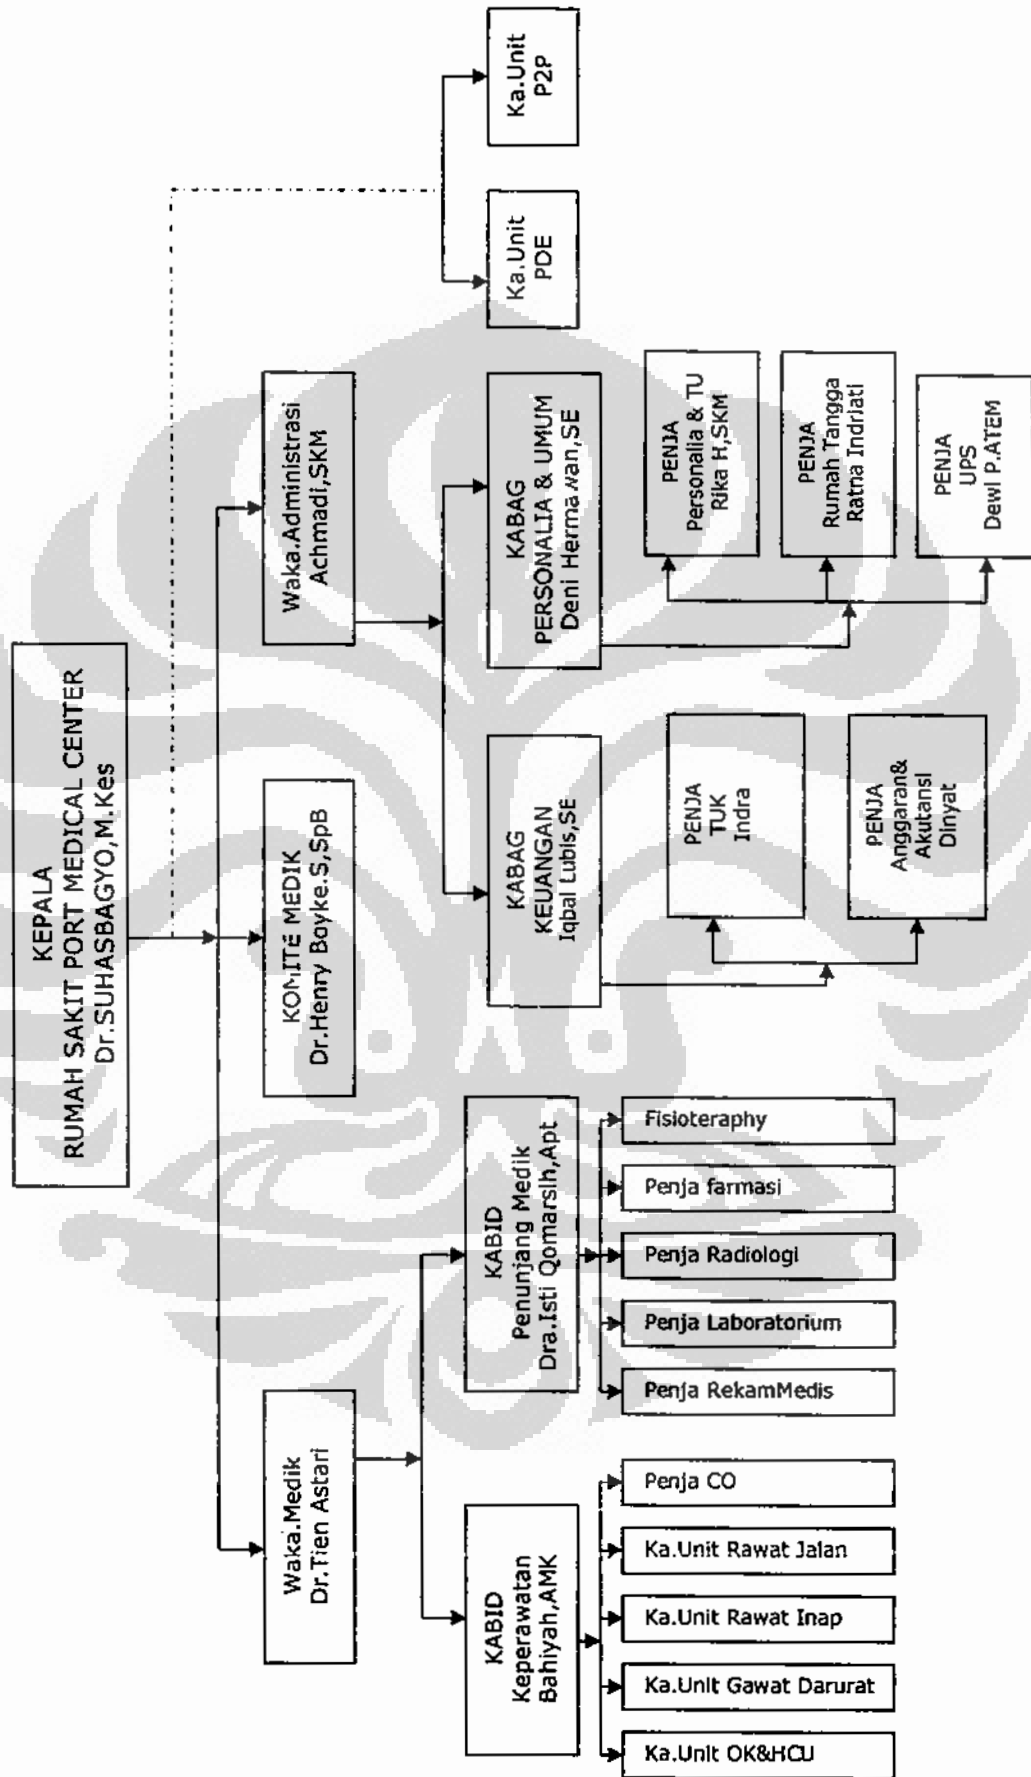 KEPALA
RUMAH SAKIT PORT MEDICAL CENTER
Dr.SUHASBAGYO,M.Kes
Waka.Medik
Dr.Tien Astari
KOMITE MEDIK
Dr.Henry Boyke.S,SpB
Waka.Administrasi
Achmadi,SKM
KABID
Keperawatan
Bahiyah,AMK
KABID
Penunjang Medik
Dra.Isti Qomarsih,Apt
KABAG
KEUANGAN
Iqbal Lubis,SE
KABAG
PERSONALIA & UMUM
Deni Hermawan,SE
Ka.Unit
PDE
Ka.Unit
P2P
Ka.Unit OK&HCU
Ka.Unit Gawat Darurat
Ka.Unit Rawat Inap
Ka.Unit Rawat Jalan
Penja CO
Penja RekamMedis
Penja Laboratorium
Penja Radiologi
Penja farmasi
Fisioteraphy
PENJA
TUK
Indra
PENJA
Anggaran&
Akutansi
Dinyat
PENJA
Personalia & TU
Rika H,SKM
PENJA
Rumah Tangga
Ratna Indriati
PENJA
UPS
Dewi P.ATEM